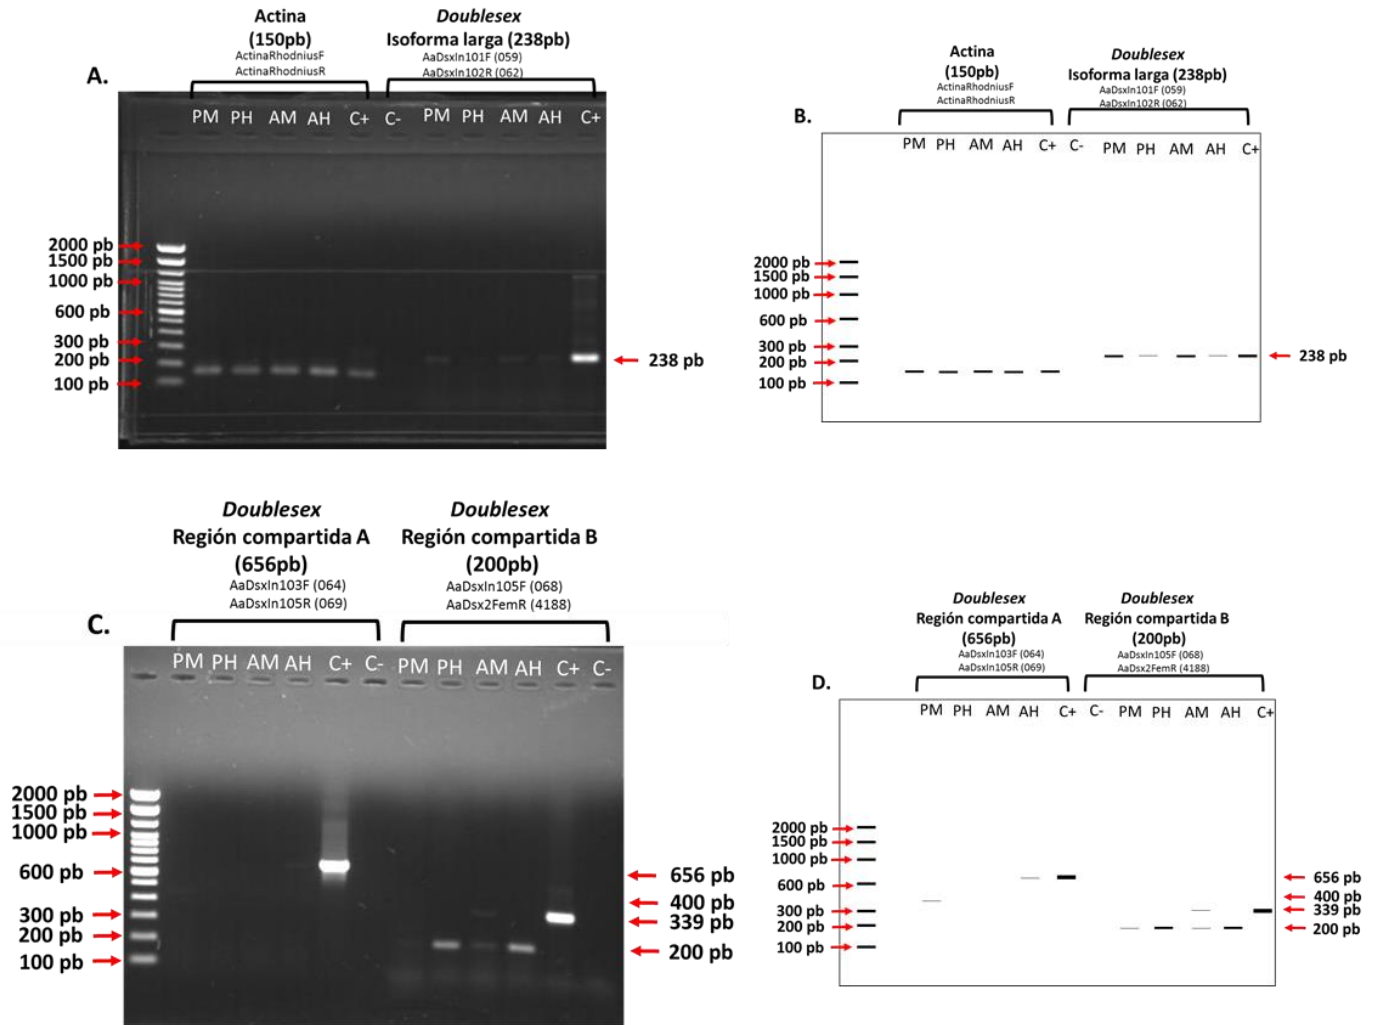 Actina
(150pb)
ActinaRhodniusF
ActinaRhodniusR
Doublesex
Isoforma larga (238pb)
AaDsxIn101F (059)
AaDsxIn102R (062)
A.
PM PH AM AH C+ C- PM PH AM AH C+
2000 pb
1500 pb
1000 pb
600 pb
300 pb
200 pb
100 pb
238 pb
Actina
(150pb)
ActinaRhodniusF
ActinaRhodniusR
Doublesex
Isoforma larga (238pb)
AaDsxIn101F (059)
AaDsxIn102R (062)
B.
PM PH AM AH C+ C- PM PH AM AH C+
2000 pb
1500 pb
1000 pb
600 pb
300 pb
200 pb
100 pb
238 pb
Doublesex
Región compartida A
(656pb)
AaDsxIn103F (064)
AaDsxIn105R (069)
Doublesex
Región compartida B
(200pb)
AaDsxIn105F (068)
AaDsx2FemR (4188)
C.
PM PH AM AH C+ C- PM PH AM AH C+ C-
2000 pb
1500 pb
1000 pb
600 pb
300 pb
200 pb
100 pb
656 pb
400 pb
339 pb
200 pb
Doublesex
Región compartida A
(656pb)
AaDsxIn103F (064)
AaDsxIn105R (069)
Doublesex
Región compartida B
(200pb)
AaDsxIn105F (068)
AaDsx2FemR (4188)
D.
PM PH AM AH C+ C- PM PH AM AH C+
2000 pb
1500 pb
1000 pb
600 pb
300 pb
200 pb
100 pb
656 pb
400 pb
339 pb
200 pb